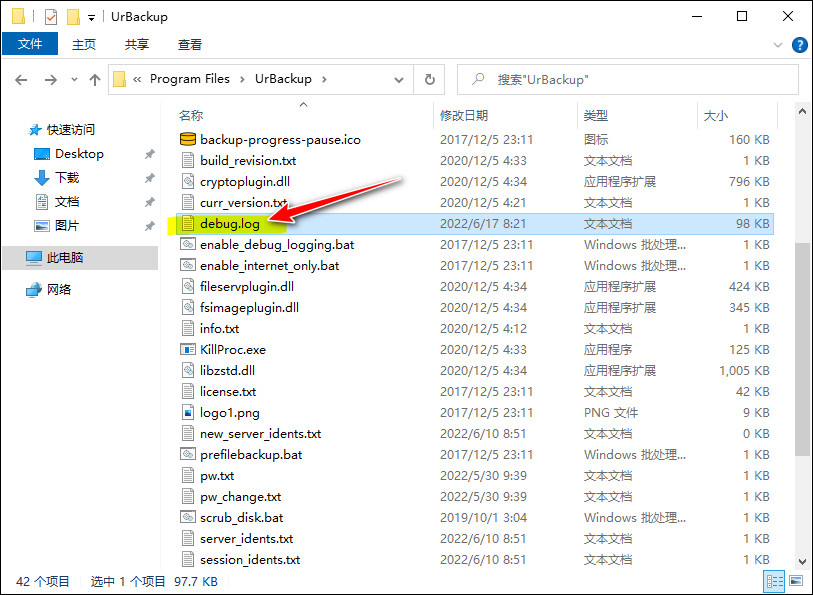 UrBackup
文件 主页 共享 查看
« Program Files › UrBackup › 搜索"UrBackup"
名称 修改日期 类型 大小
快速访问
Desktop
下载
文档
图片
此电脑
网络
backup-progress-pause.ico 2017/12/5 23:11 图标 160 KB
build_revision.txt 2020/12/5 4:33 文本文档 1 KB
cryptoplugin.dll 2020/12/5 4:34 应用程序扩展 796 KB
curr_version.txt 2020/12/5 4:21 文本文档 1 KB
debug.log 2022/6/17 8:21 文本文档 98 KB
enable_debug_logging.bat 2017/12/5 23:11 Windows 批处理... 1 KB
enable_internet_only.bat 2017/12/5 23:11 Windows 批处理... 1 KB
fileservplugin.dll 2020/12/5 4:34 应用程序扩展 424 KB
fsimageplugin.dll 2020/12/5 4:34 应用程序扩展 345 KB
info.txt 2020/12/5 4:12 文本文档 1 KB
KillProc.exe 2020/12/5 4:33 应用程序 125 KB
libzstd.dll 2020/12/5 4:34 应用程序扩展 1,005 KB
license.txt 2017/12/5 23:11 文本文档 42 KB
logo1.png 2017/12/5 23:11 PNG 文件 9 KB
new_server_idents.txt 2022/6/10 8:51 文本文档 0 KB
prefilebackup.bat 2017/12/5 23:11 Windows 批处理... 1 KB
pw.txt 2022/5/30 9:39 文本文档 1 KB
pw_change.txt 2022/5/30 9:39 文本文档 1 KB
scrub_disk.bat 2019/10/1 3:04 Windows 批处理... 1 KB
server_idents.txt 2022/6/10 8:51 文本文档 1 KB
session_idents.txt 2022/6/10 8:51 文本文档 1 KB
42 个项目 选中 1 个项目 97.7 KB